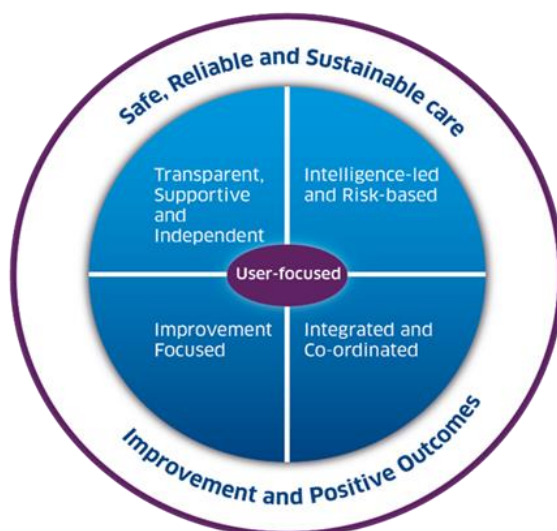 Safe, Reliable and Sustainable care
Transparent,
Supportive
and
Independent
Intelligence-led
and Risk-based
User-focused
Improvement
Focused
Integrated and
Co-ordinated
Improvement and Positive Outcomes